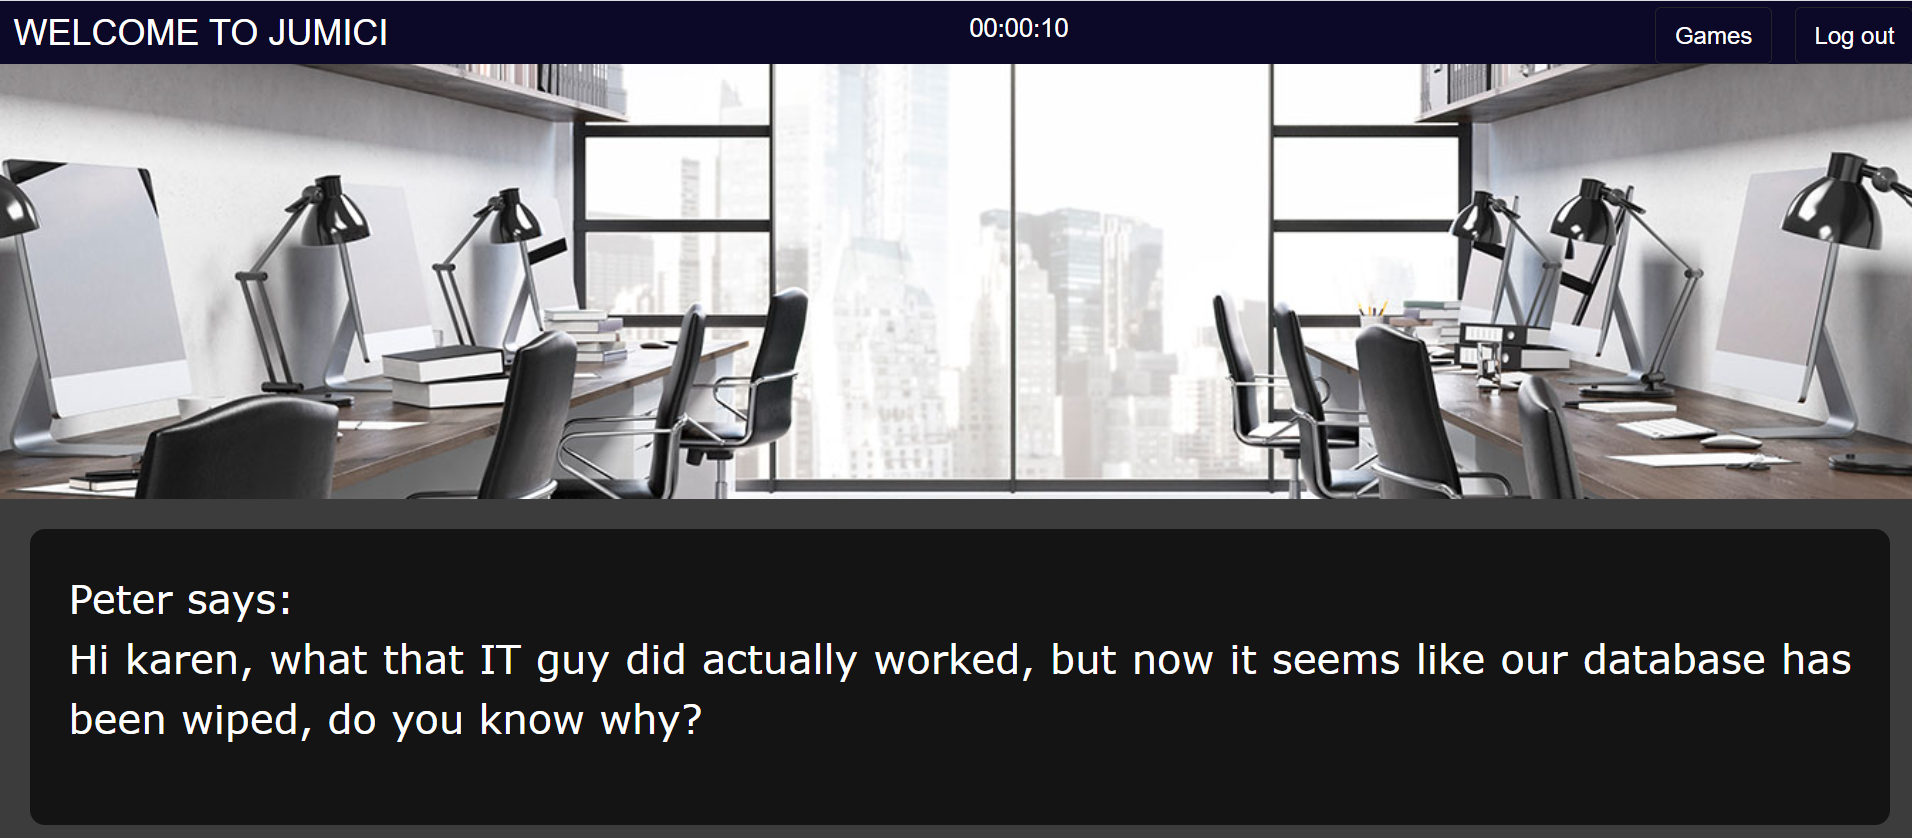 WELCOME TO JUMICI
00:00:10
Games
Log out
Peter says:
Hi karen, what that IT guy did actually worked, but now it seems like our database has
been wiped, do you know why?